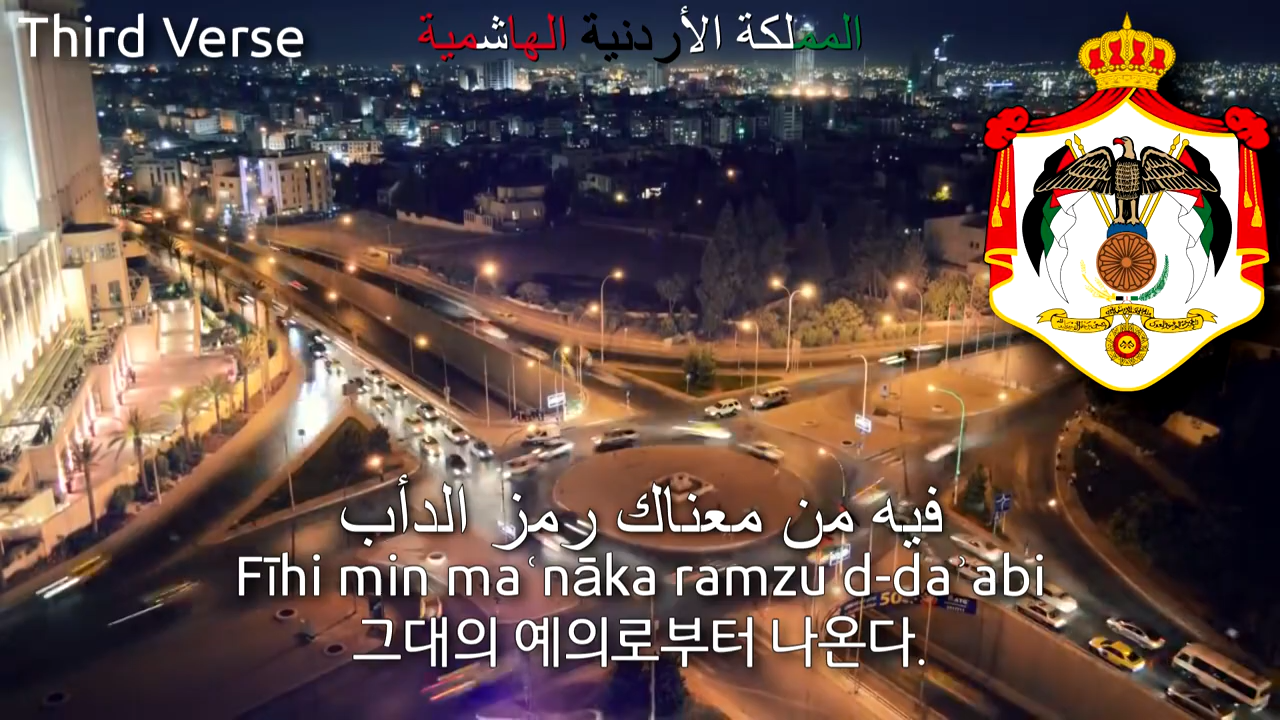 Third Verse
المملكة الأردنية الهاشمية
فيه من معناك رمز الدأب
Fīhi min maʿnāka ramzu d-daʾabi
그대의 예의로부터 나온다.